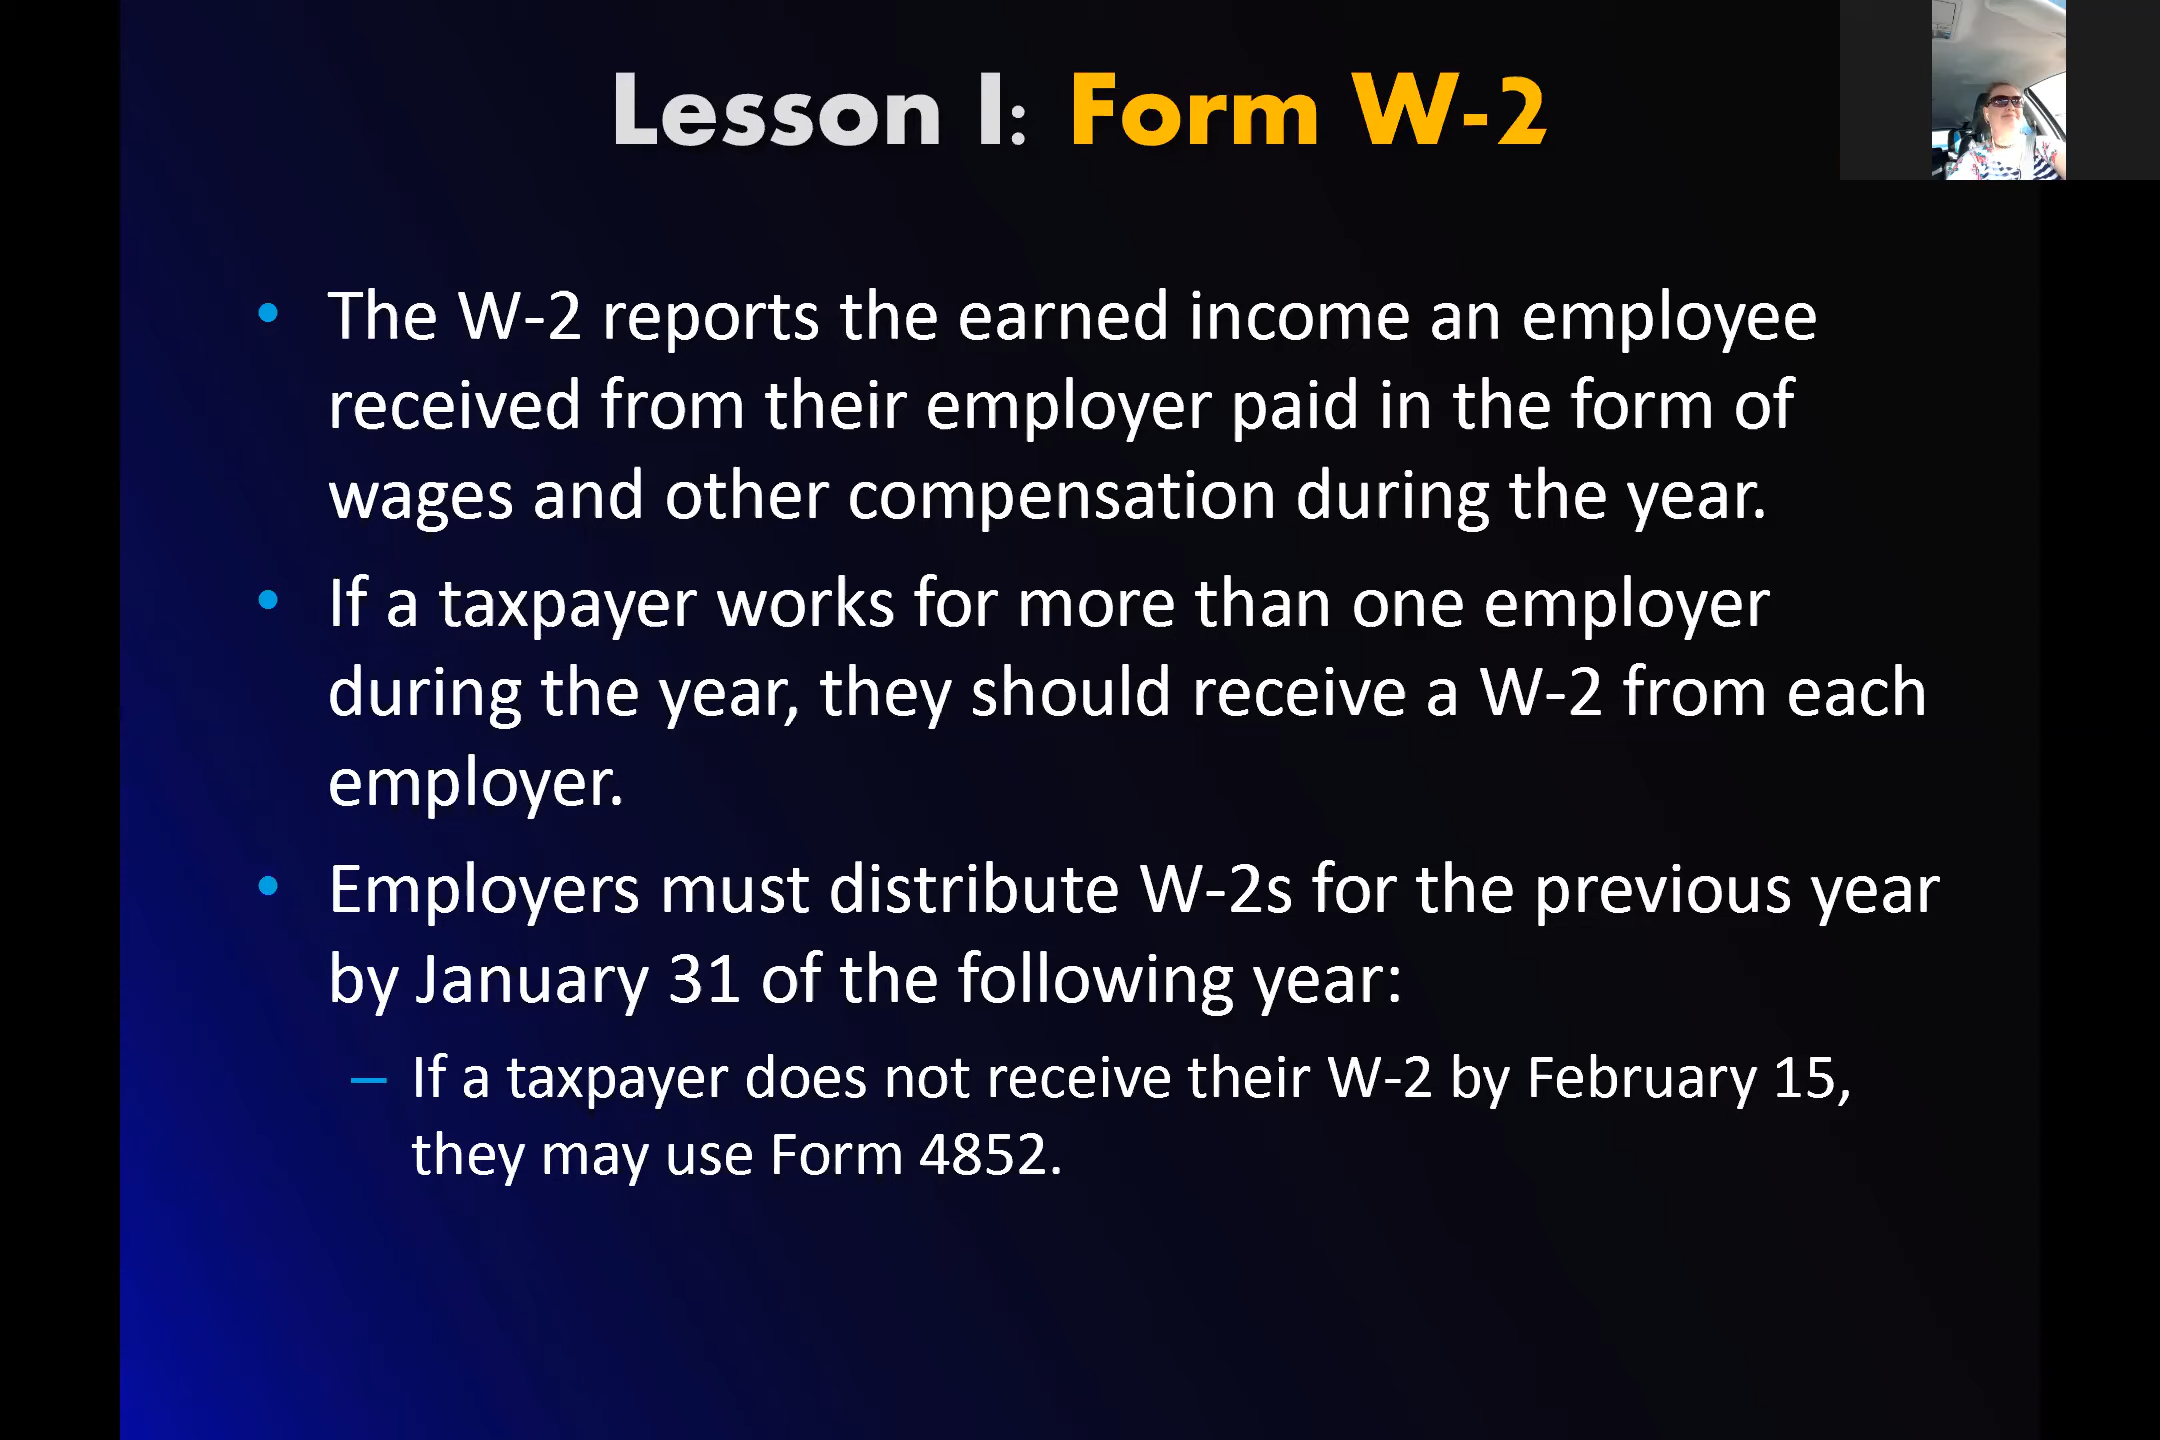 Lesson I: Form W-2
• The W-2 reports the earned income an employee
received from their employer paid in the form of
wages and other compensation during the year.
• If a taxpayer works for more than one employer
during the year, they should receive a W-2 from each
employer.
• Employers must distribute W-2s for the previous year
by January 31 of the following year:
– If a taxpayer does not receive their W-2 by February 15,
they may use Form 4852.